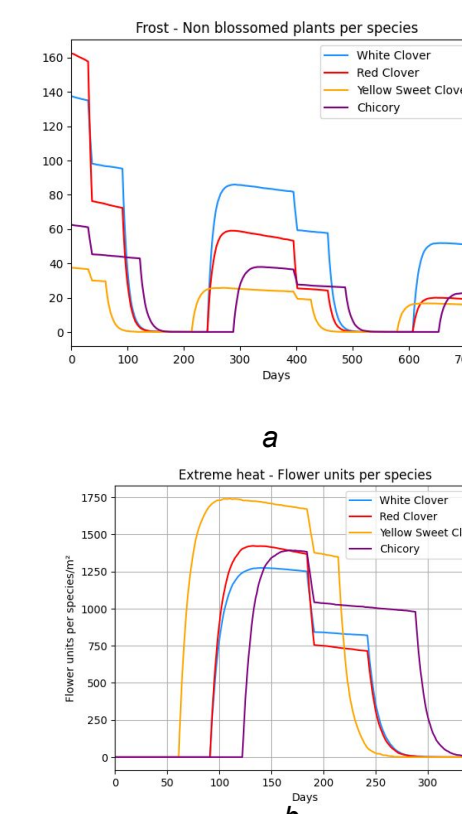 Frost - Non blossomed plants per species
160
140
120
100
80
60
40
20
0
White Clover
Red Clover
Yellow Sweet Clove
Chicory
0 100 200 300 400 500 600 70
Days
a
Extreme heat - Flower units per species
Flower units per species/m²
1750
1500
1250
1000
750
500
250
0
White Clover
Red Clover
Yellow Sweet Cl
Chicory
0 50 100 150 200 250 300
Days
b